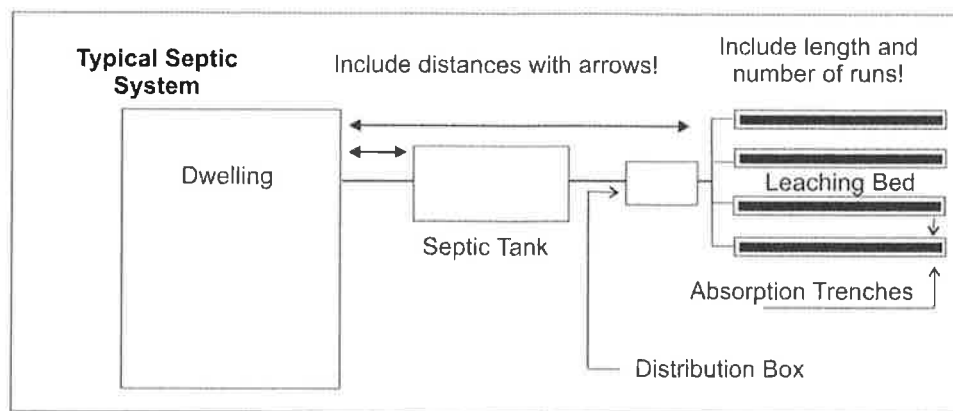 Typical Septic
System
Include distances with arrows!
Include length and
number of runs!
Dwelling
Septic Tank
Leaching Bed
Absorption Trenches
Distribution Box